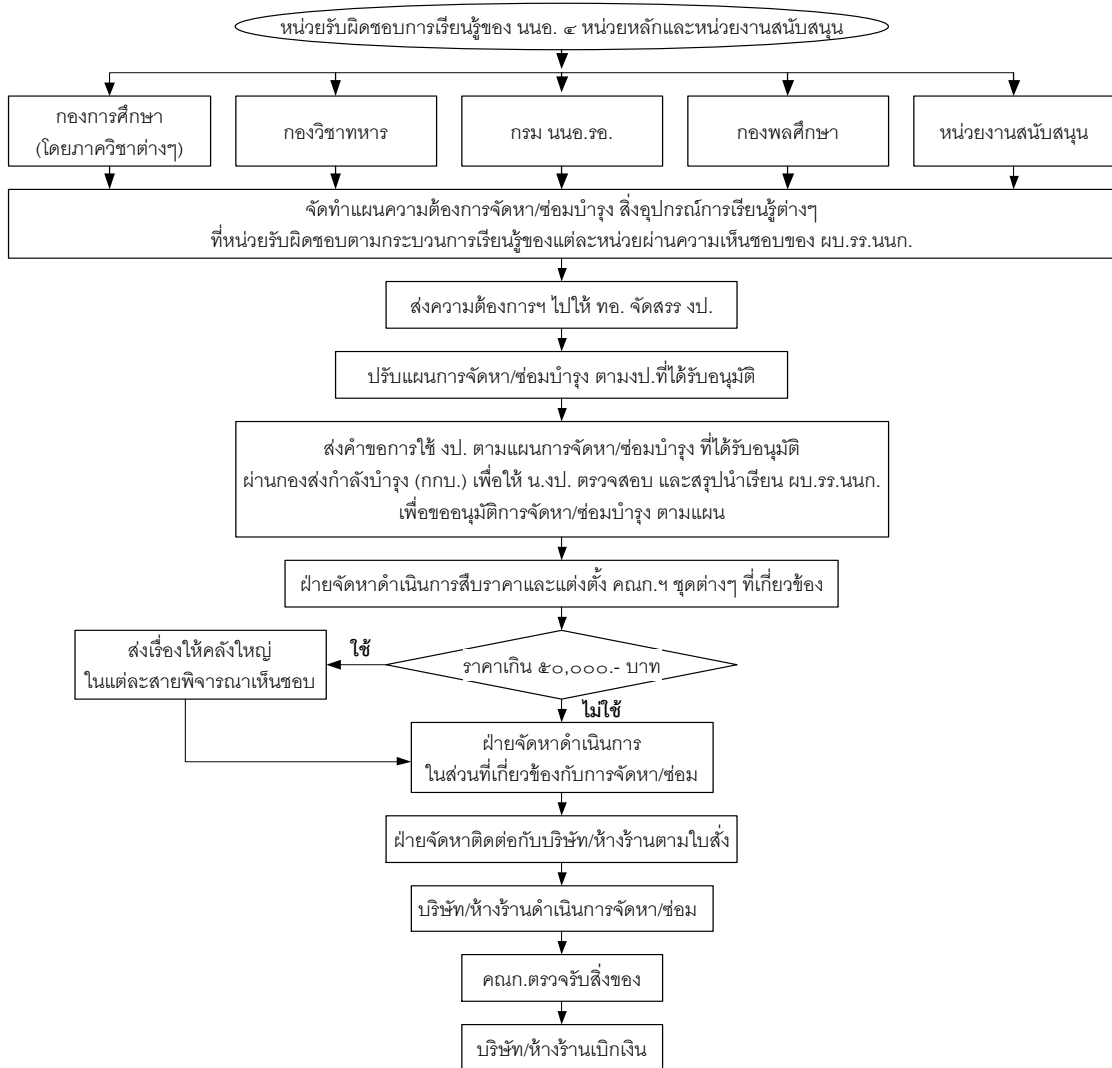 หน่วยรับผิดชอบการเรียนรู้ของ นนอ. ๔ หน่วยหลักและหน่วยงานสนับสนุน
กองการศึกษา
(โดยภาควิชาต่างๆ)
กองวิชาทหาร
กรม นนอ.รอ.
กองพลศึกษา
หน่วยงานสนับสนุน
จัดทำแผนความต้องการจัดหา/ซ่อมบำรุง สิ่งอุปกรณ์การเรียนรู้ต่างๆ
ที่หน่วยรับผิดชอบตามกระบวนการเรียนรู้ของแต่ละหน่วยผ่านความเห็นชอบของ ผบ.รร.นนก.
ส่งความต้องการฯ ไปให้ ทอ. จัดสรร งป.
ปรับแผนการจัดหา/ซ่อมบำรุง ตามงป.ที่ได้รับอนุมัติ
ส่งคำขอการใช้ งป. ตามแผนการจัดหา/ซ่อมบำรุง ที่ได้รับอนุมัติ
ผ่านกองส่งกำลังบำรุง (กกบ.) เพื่อให้ น.งป. ตรวจสอบ และสรุปนำเรียน ผบ.รร.นนก.
เพื่อขออนุมัติการจัดหา/ซ่อมบำรุง ตามแผน
ฝ่ายจัดหาดำเนินการสืบราคาและแต่งตั้ง คณก.ฯ ชุดต่างๆ ที่เกี่ยวข้อง
ราคาเกิน ๕๐,๐๐๐.- บาท
ใช้
ส่งเรื่องให้คลังใหญ่
ในแต่ละสายพิจารณาเห็นชอบ
ไม่ใช้
ฝ่ายจัดหาดำเนินการ
ในส่วนที่เกี่ยวข้องกับการจัดหา/ซ่อม
ฝ่ายจัดหาติดต่อกับบริษัท/ห้างร้านตามใบสั่ง
บริษัท/ห้างร้านดำเนินการจัดหา/ซ่อม
คณก.ตรวจรับสิ่งของ
บริษัท/ห้างร้านเบิกเงิน